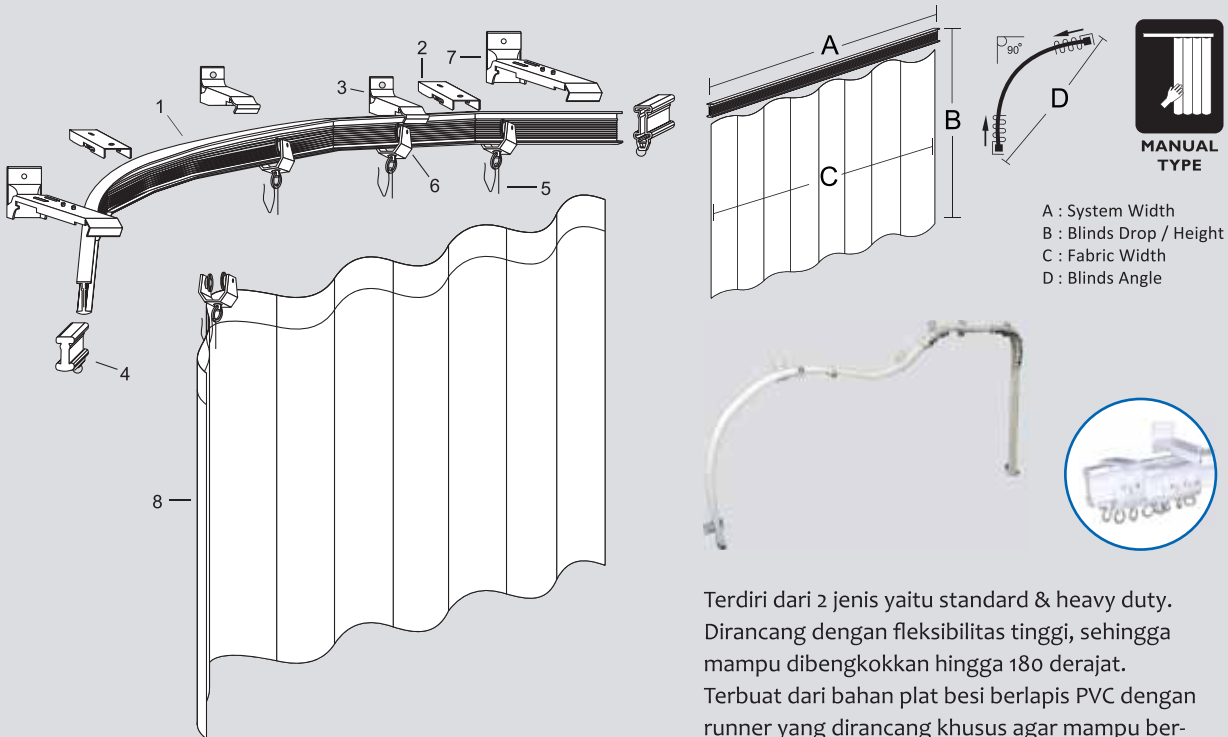 1
2
3
7
6
5
4
8
A
B
C
90°
D
MANUAL
TYPE
A : System Width
B : Blinds Drop / Height
C : Fabric Width
D : Blinds Angle
Terdiri dari 2 jenis yaitu standard & heavy duty.
Dirancang dengan fleksibilitas tinggi, sehingga
mampu dibengkokkan hingga 180 derajat.
Terbuat dari bahan plat besi berlapis PVC dengan
runner yang dirancang khusus agar mampu ber-